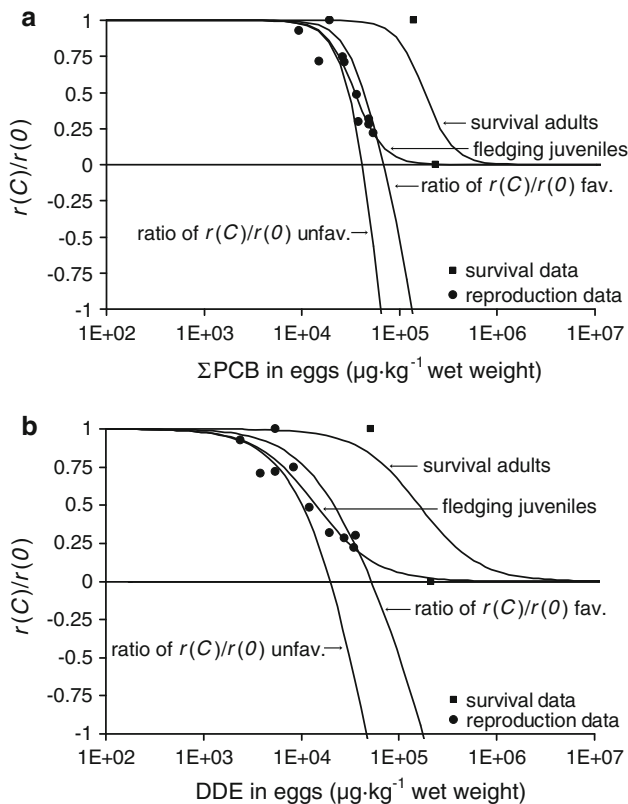 a
1
0.75
0.5
0.25
0
-0.25
-0.5
-0.75
-1
r(C)/r(0)
survival adults
fledging juveniles
ratio of r(C)/r(0) fav.
ratio of r(C)/r(0) unfav.
survival data
reproduction data
1E+02 1E+03 1E+04 1E+05 1E+06 1E+07
ΣPCB in eggs (µg·kg⁻¹ wet weight)
b
1
0.75
0.5
0.25
0
-0.25
-0.5
-0.75
-1
r(C)/r(0)
survival adults
fledging juveniles
ratio of r(C)/r(0) fav.
ratio of r(C)/r(0) unfav.
survival data
reproduction data
1E+02 1E+03 1E+04 1E+05 1E+06 1E+07
DDE in eggs (µg·kg⁻¹ wet weight)